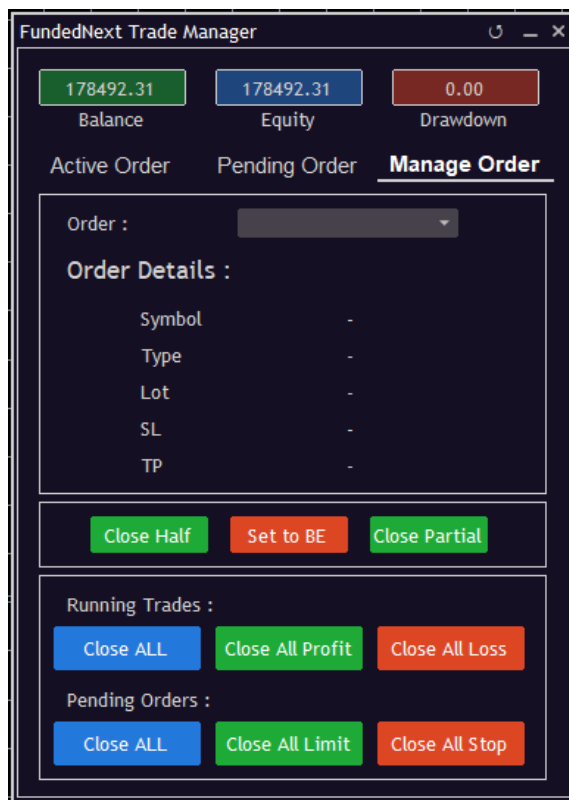 FundedNext Trade Manager
178492.31 178492.31 0.00
Balance Equity Drawdown
Active Order Pending Order Manage Order
Order :
Order Details :
Symbol -
Type -
Lot -
SL -
TP -
Close Half Set to BE Close Partial
Running Trades :
Close ALL Close All Profit Close All Loss
Pending Orders :
Close ALL Close All Limit Close All Stop